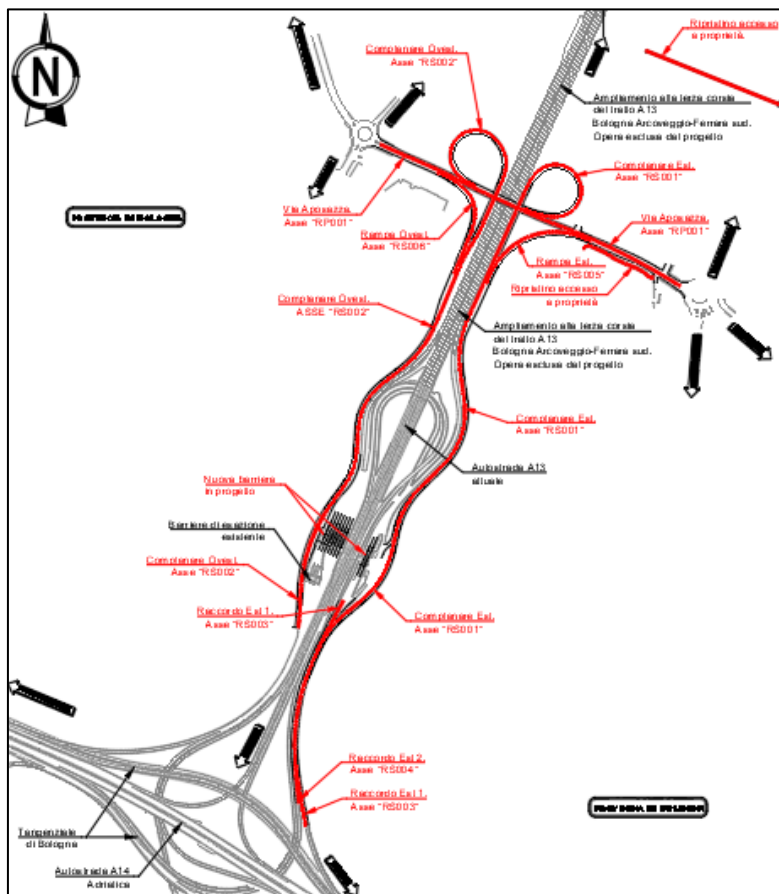 Ripristino accesso
a proprietà.
Complanare Ovest.
Asse "RS002"
N
Ampliamento alla terza corsia
del tratto A13
Bologna Arcoveggio-Ferrara sud.
Opera esclusa dal progetto
Complanare Est.
Asse "RS001"
Via Aposazza.
Asse "RP001"
Via Aposazza.
Asse "RP001"
Rampa Ovest.
Asse "RS006"
Rampa Est.
Asse "RS005"
Ripristino accesso
a proprietà
Complanare Ovest.
ASSE "RS002"
Ampliamento alla terza corsia
del tratto A13
Bologna Arcoveggio-Ferrara sud.
Opera esclusa dal progetto
Complanare Est.
Asse "RS001"
Autostrada A13
attuale
Nuova barriera
in progetto
Barriere di esazione
esistente
Complanare Ovest.
Asse "RS002"
Raccordo Est 1.
Asse "RS003"
Complanare Est.
Asse "RS001"
Raccordo Est 2.
Asse "RS004"
Raccordo Est 1.
Asse "RS003"
Tangenziale
di Bologna
Autostrada A14
Adriatica